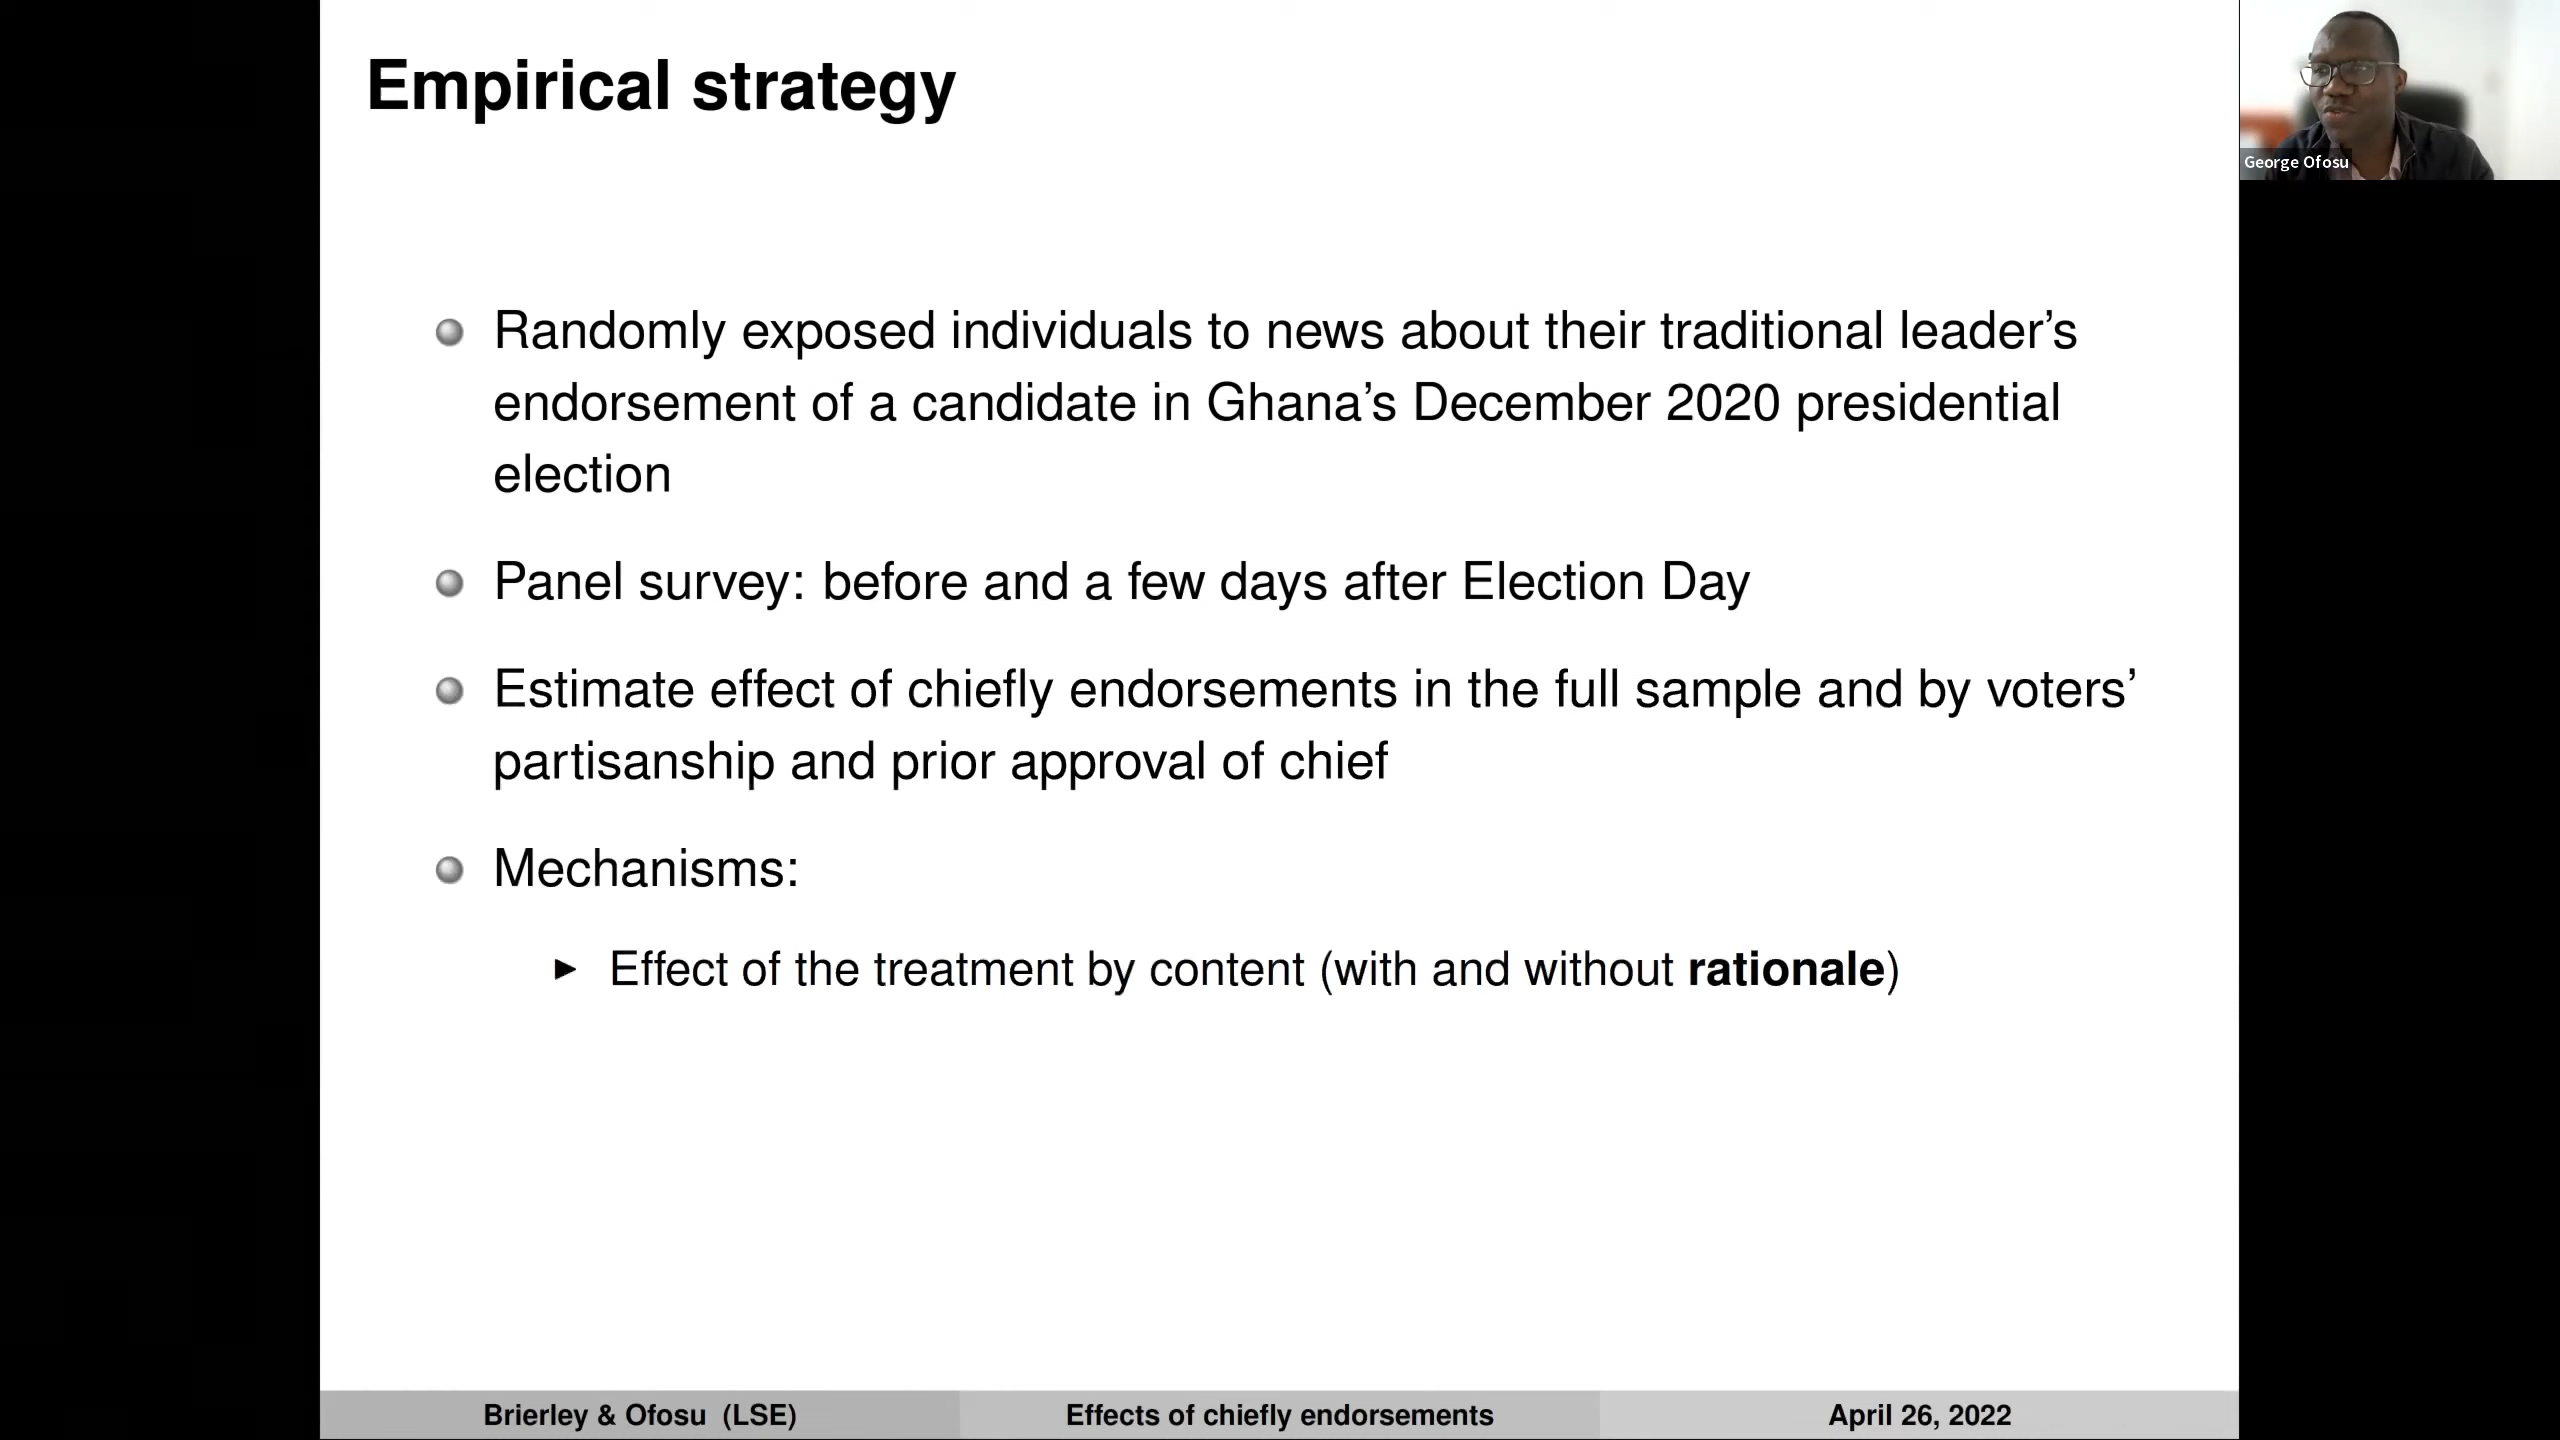 Empirical strategy
George Ofosu
Randomly exposed individuals to news about their traditional leader’s
endorsement of a candidate in Ghana’s December 2020 presidential
election
Panel survey: before and a few days after Election Day
Estimate effect of chiefly endorsements in the full sample and by voters’
partisanship and prior approval of chief
Mechanisms:
Effect of the treatment by content (with and without rationale)
Brierley & Ofosu (LSE)
Effects of chiefly endorsements
April 26, 2022